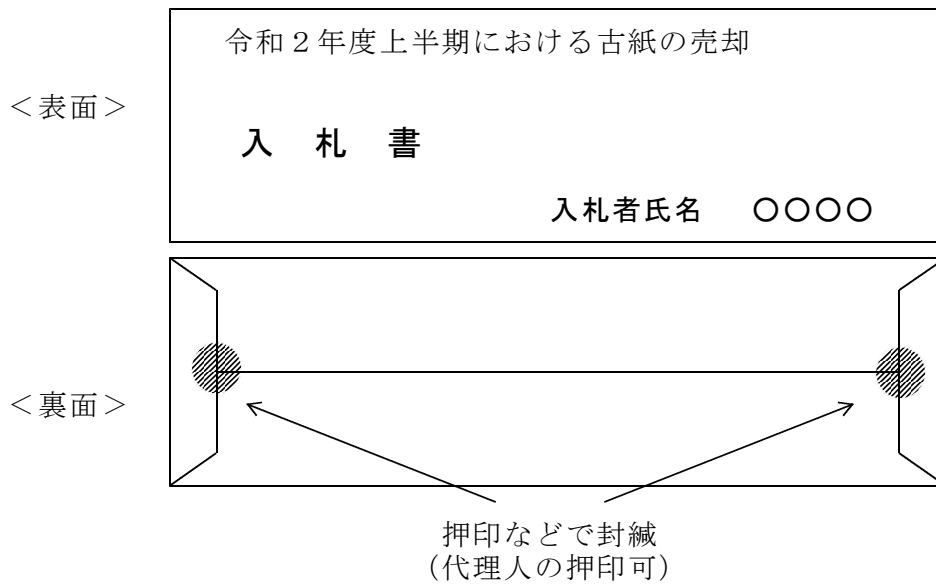 令和２年度上半期における古紙の売却
＜表面＞
入　札　書
入札者氏名　〇〇〇〇
＜裏面＞
押印などで封緘
（代理人の押印可）